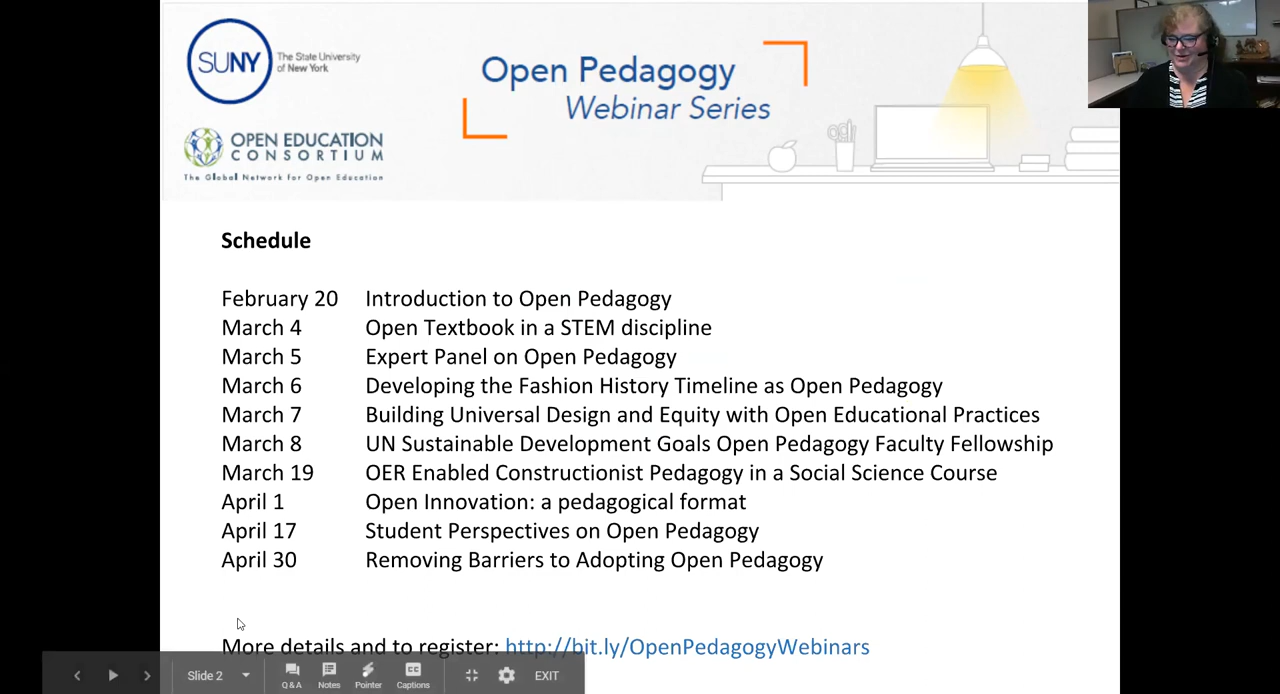 SUNY
The State University
of New York
Open Pedagogy
Webinar Series
OPEN EDUCATION
CONSORTIUM
The Global Network for Open Education
Schedule
February 20 Introduction to Open Pedagogy
March 4 Open Textbook in a STEM discipline
March 5 Expert Panel on Open Pedagogy
March 6 Developing the Fashion History Timeline as Open Pedagogy
March 7 Building Universal Design and Equity with Open Educational Practices
March 8 UN Sustainable Development Goals Open Pedagogy Faculty Fellowship
March 19 OER Enabled Constructionist Pedagogy in a Social Science Course
April 1 Open Innovation: a pedagogical format
April 17 Student Perspectives on Open Pedagogy
April 30 Removing Barriers to Adopting Open Pedagogy
More details and to register: http://bit.ly/OpenPedagogyWebinars
Slide 2
Q & A Notes Pointer CC Captions EXIT